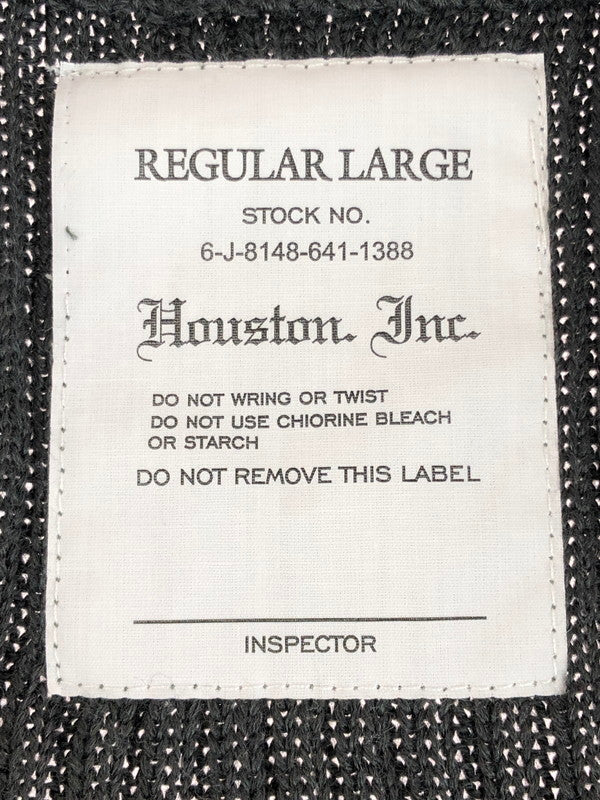 REGULAR LARGE
STOCK NO.
6-J-8148-641-1388
Houston. Inc.
DO NOT WRING OR TWIST
DO NOT USE CHIORINE BLEACH
OR STARCH
DO NOT REMOVE THIS LABEL
INSPECTOR